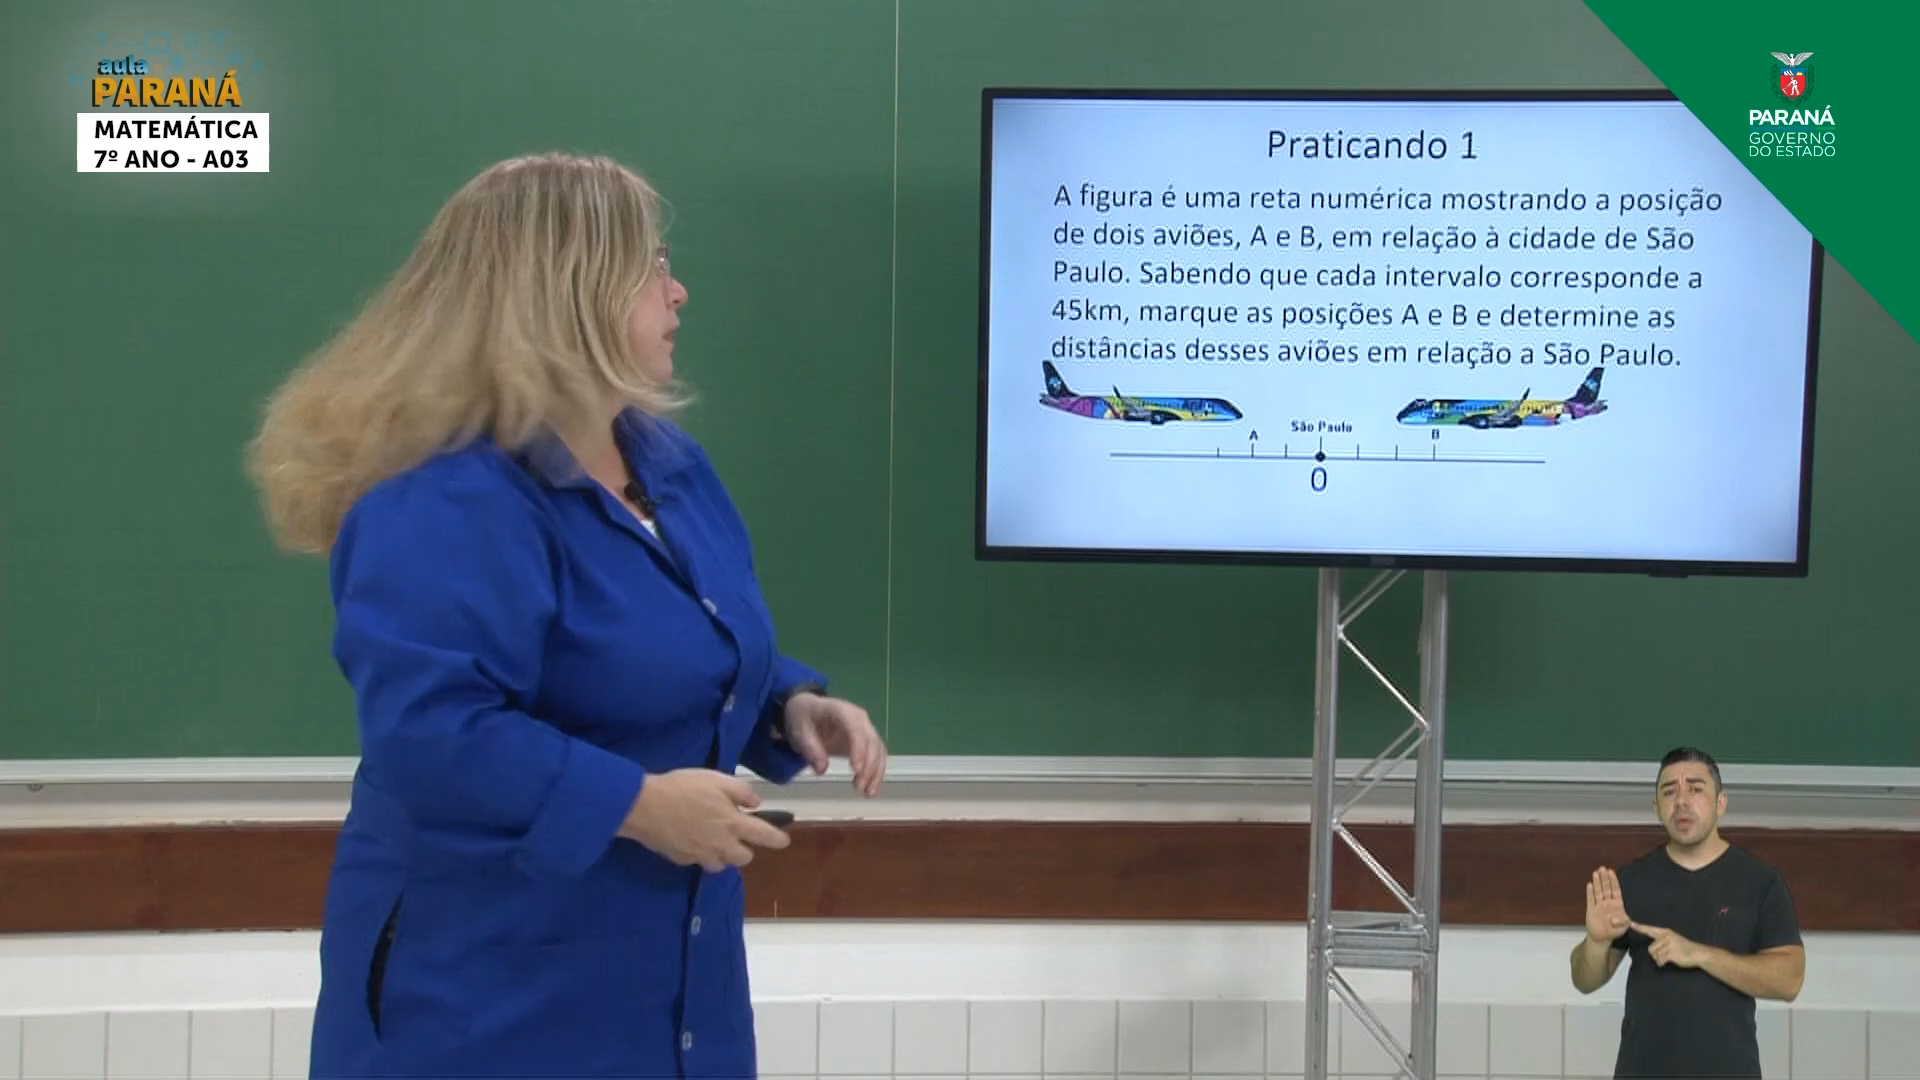 aula
PARANÁ
MATEMÁTICA
7º ANO - A03
PARANÁ
GOVERNO
DO ESTADO
Praticando 1
A figura é uma reta numérica mostrando a posição
de dois aviões, A e B, em relação à cidade de São
Paulo. Sabendo que cada intervalo corresponde a
45km, marque as posições A e B e determine as
distâncias desses aviões em relação a São Paulo.
A São Paulo B
0